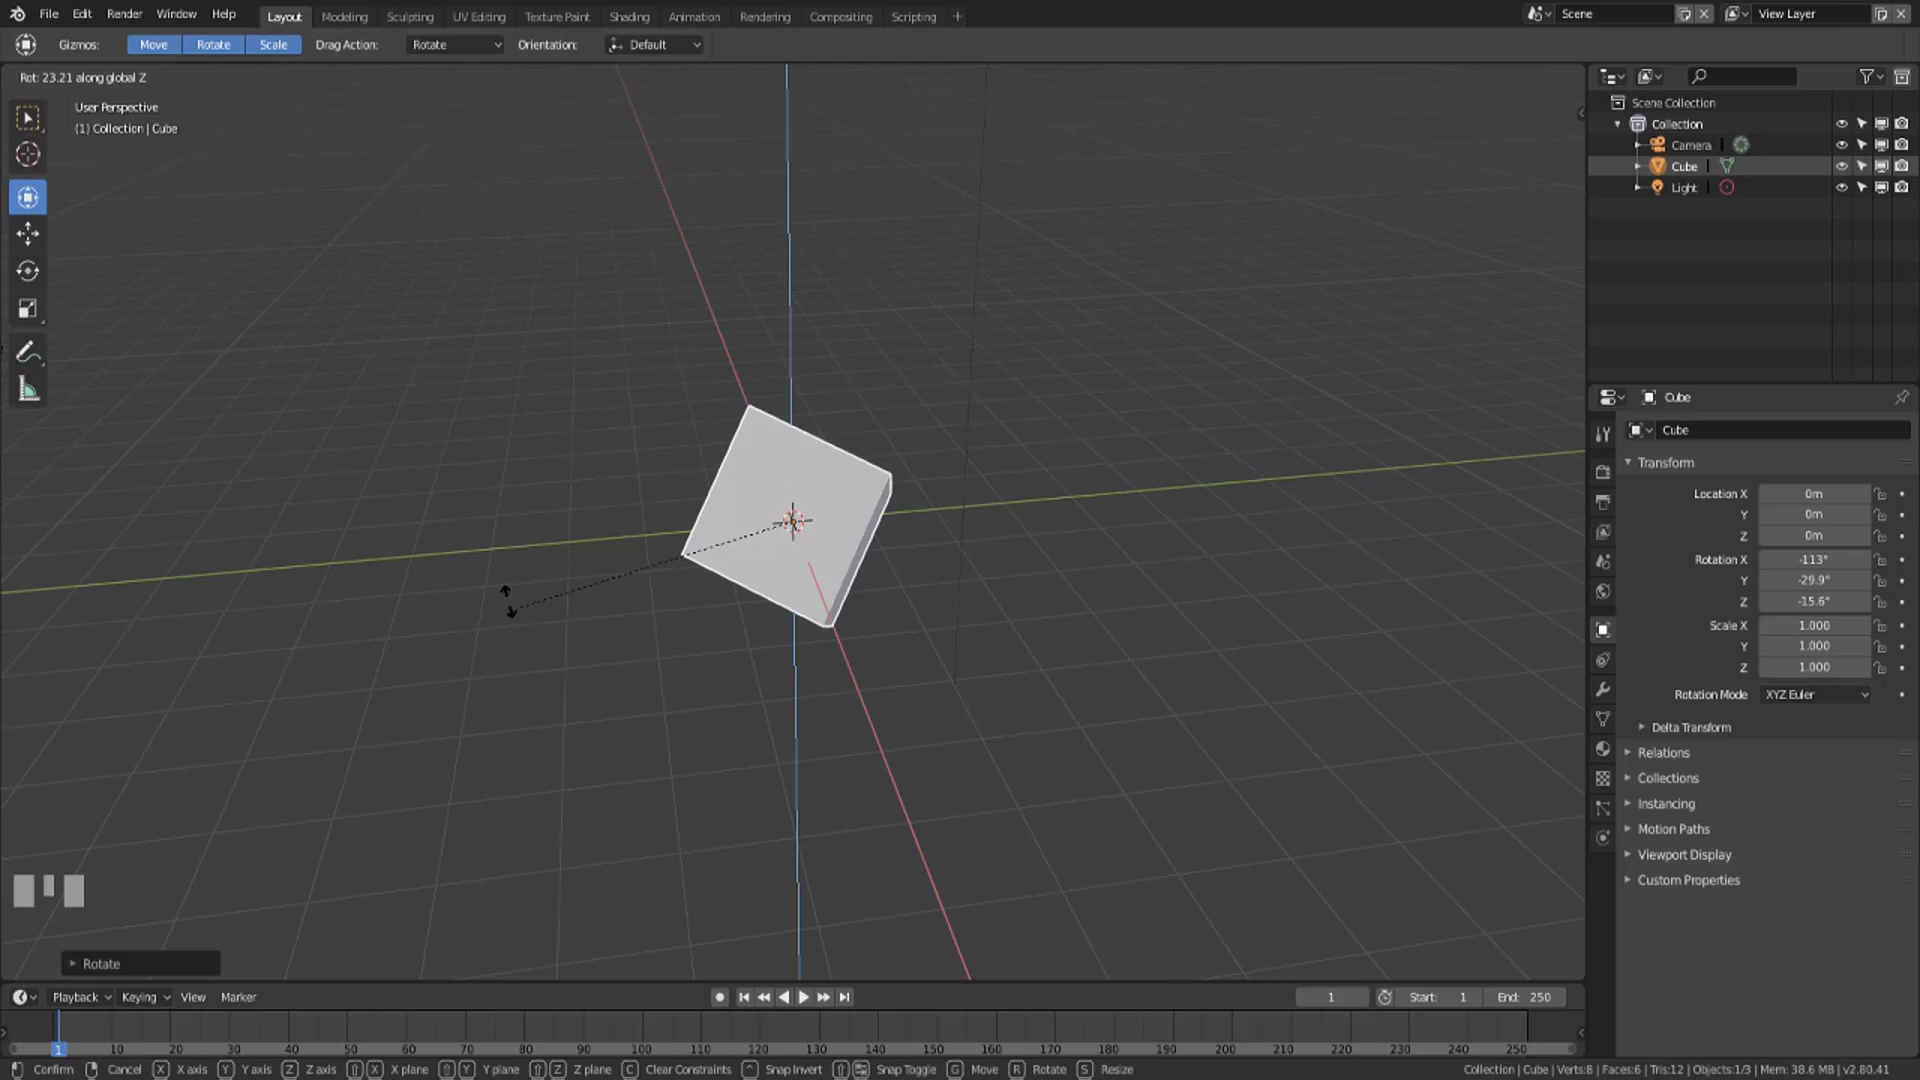 File Edit Render Window Help Layout Modeling Sculpting UV Editing Texture Paint Shading Animation Rendering Compositing Scripting + Scene View Layer
Gizmos: Move Rotate Scale Drag Action: Rotate Orientation: Default
Rot: 23.21 along global Z
User Perspective
(1) Collection | Cube
Scene Collection
Collection
Camera
Cube
Light
Cube
Cube
Transform
Location X 0m
Y 0m
Z 0m
Rotation X -113°
Y -29.9°
Z -15.6°
Scale X 1.000
Y 1.000
Z 1.000
Rotation Mode XYZ Euler
Delta Transform
Relations
Collections
Instancing
Motion Paths
Viewport Display
Custom Properties
Rotate
Playback Keying View Marker 1 Start: 1 End: 250
1 10 20 30 40 50 60 70 80 90 100 110 120 130 140 150 160 170 180 190 200 210 220 230 240 250
Confirm Cancel X X axis Y Y axis Z Z axis X X plane Y Y plane Z Z plane C Clear Constraints ^ Snap Invert Snap Toggle G Move R Rotate S Resize Collection | Cube | Verts:8 | Faces:6 | Tris:12 | Objects:1/3 | Mem: 38.6 MB | v2.80.41